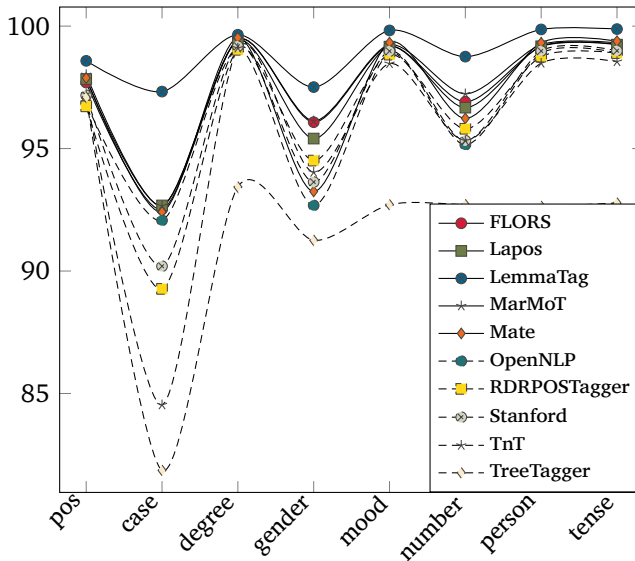 100
95
90
85
FLORS
Lapos
LemmaTag
MarMoT
Mate
OpenNLP
RDRPOSTagger
Stanford
TnT
TreeTagger
pos
case
degree
gender
mood
number
person
tense